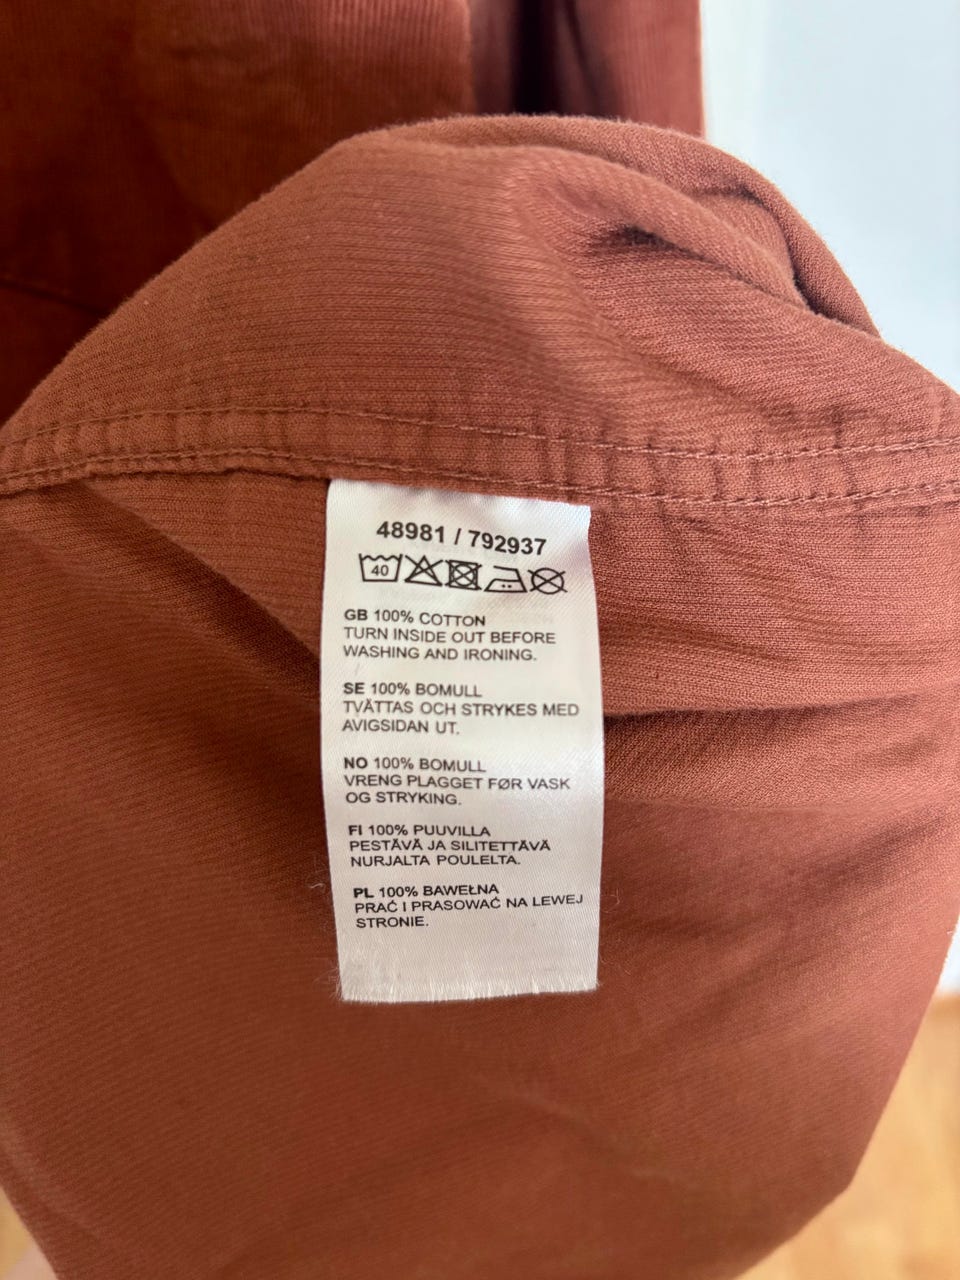 48981 / 792937
40
GB 100% COTTON
TURN INSIDE OUT BEFORE
WASHING AND IRONING.
SE 100% BOMULL
TVÄTTAS OCH STRYKES MED
AVIGSIDAN UT.
NO 100% BOMULL
VRENG PLAGGET FØR VASK
OG STRYKING.
FI 100% PUUVILLA
PESTÄVÄ JA SILITETTÄVÄ
NURJALTA POULELTA.
PL 100% BAWEŁNA
PRAĆ I PRASOWAĆ NA LEWEJ
STRONIE.